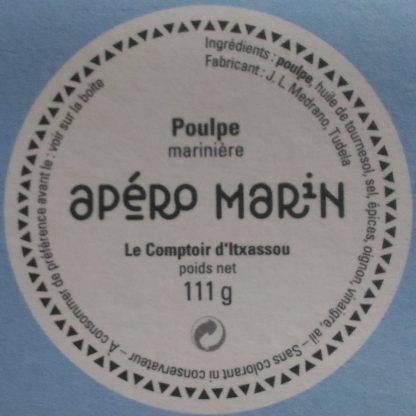 Poulpe
marinière
APÉRO MARIN
Le Comptoir d'Itxassou
poids net
111 g
Ingrédients : poulpe, huile de tournesol, sel, épices, oignon, vinaigre, ail – Sans colorant ni conservateur – À consommer de préférence avant le : voir sur la boîte
Fabricant : J. L. Medrano, Tudela